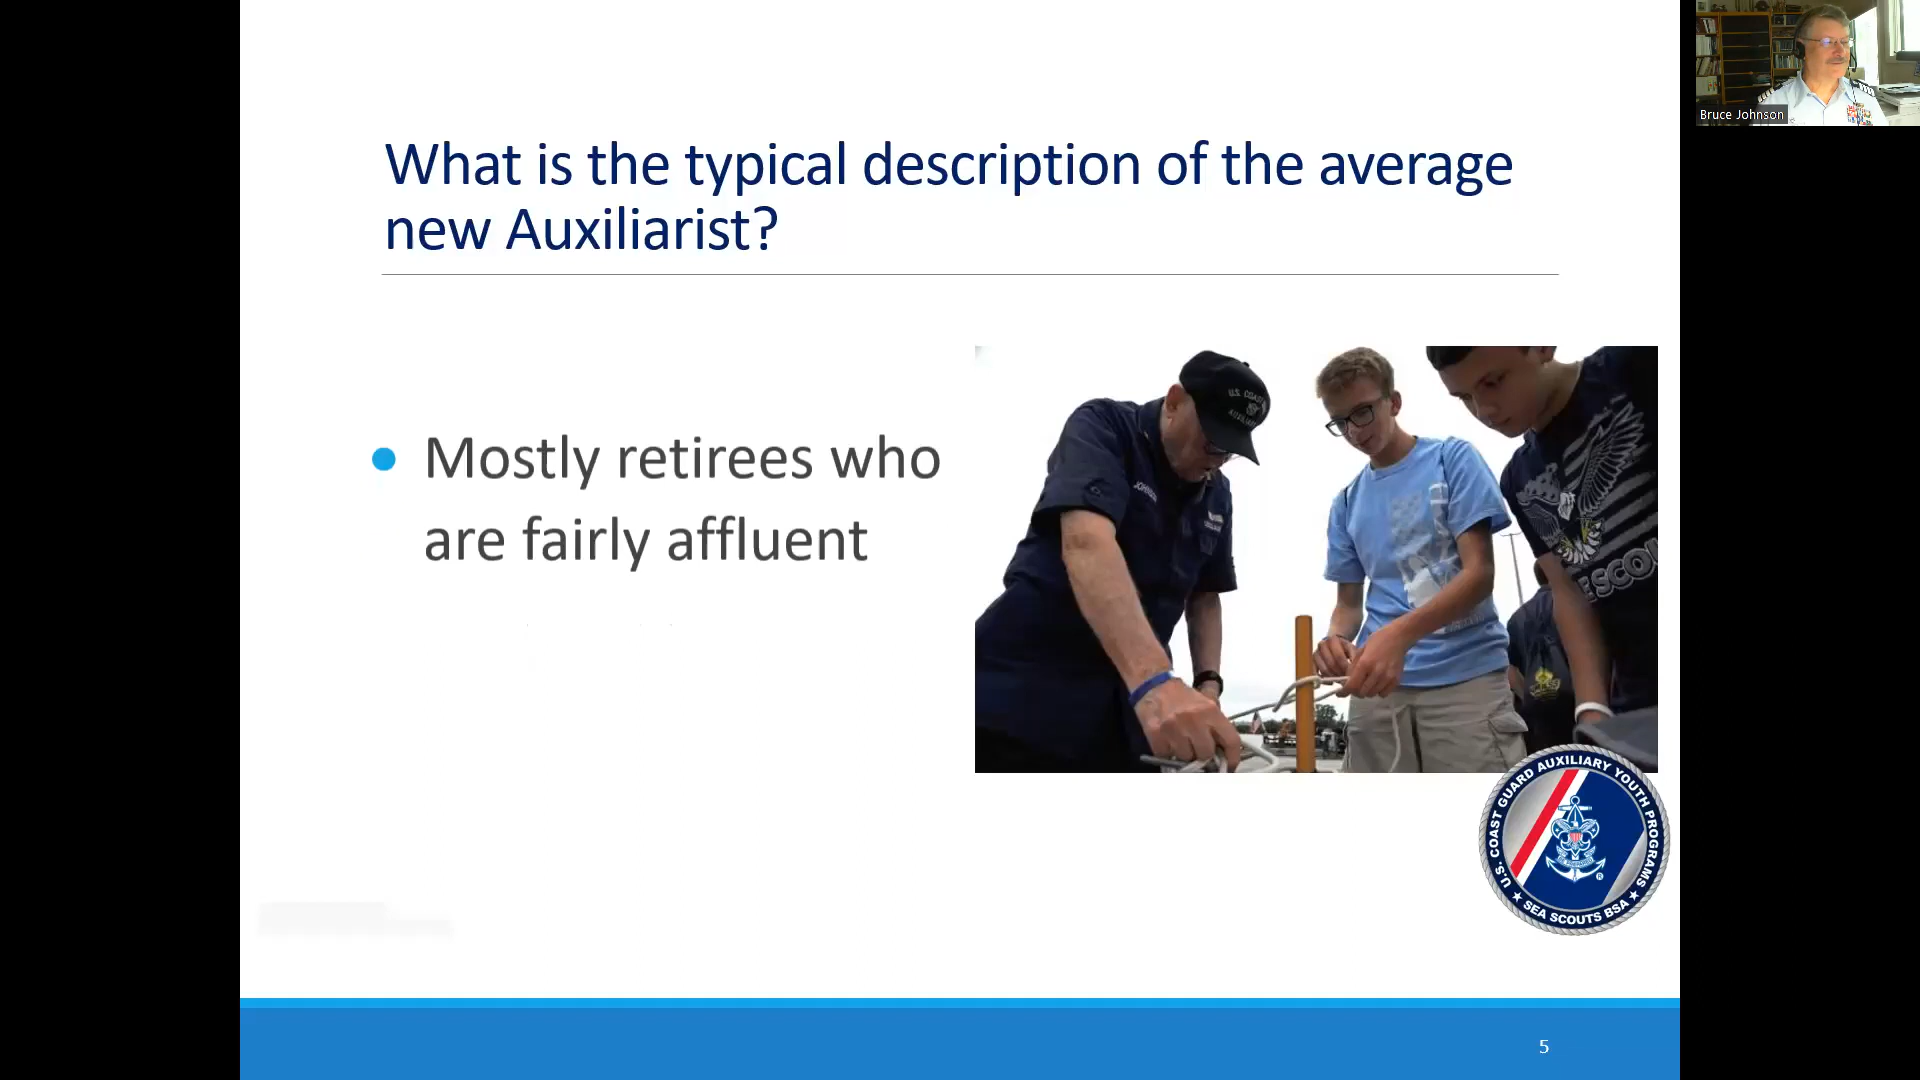 What is the typical description of the average
new Auxiliarist?
Mostly retirees who
are fairly affluent
Bruce Johnson
U.S. COAST
U.S. COAST GUARD AUXILIARY YOUTH PROGRAMS
★ SEA SCOUTS BSA ★
®
5